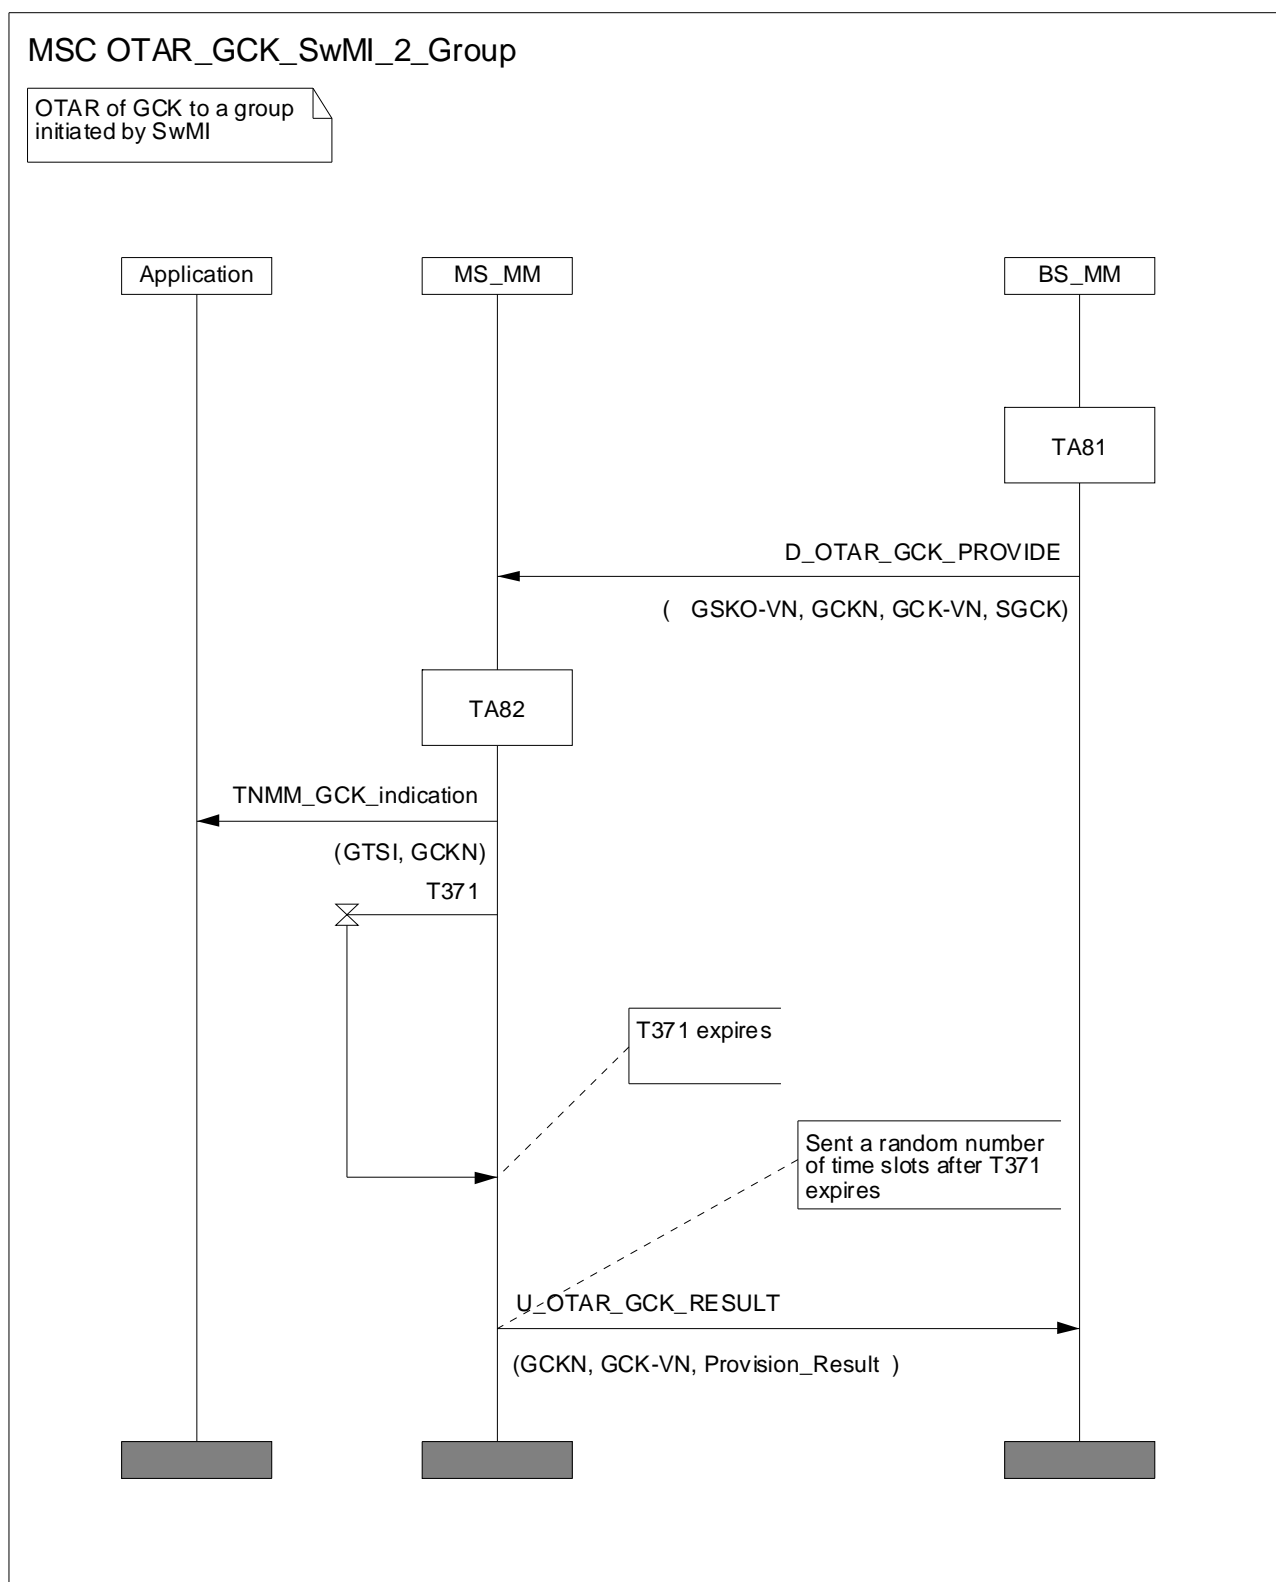 MSC OTAR_GCK_SwMI_2_Group
OTAR of GCK to a group
initiated by SwMI
Application
MS_MM
BS_MM
TA81
D_OTAR_GCK_PROVIDE
( GSKO-VN, GCKN, GCK-VN, SGCK)
TA82
TNMM_GCK_indication
(GTSI, GCKN)
T371
T371 expires
Sent a random number
of time slots after T371
expires
U_OTAR_GCK_RESULT
(GCKN, GCK-VN, Provision_Result )